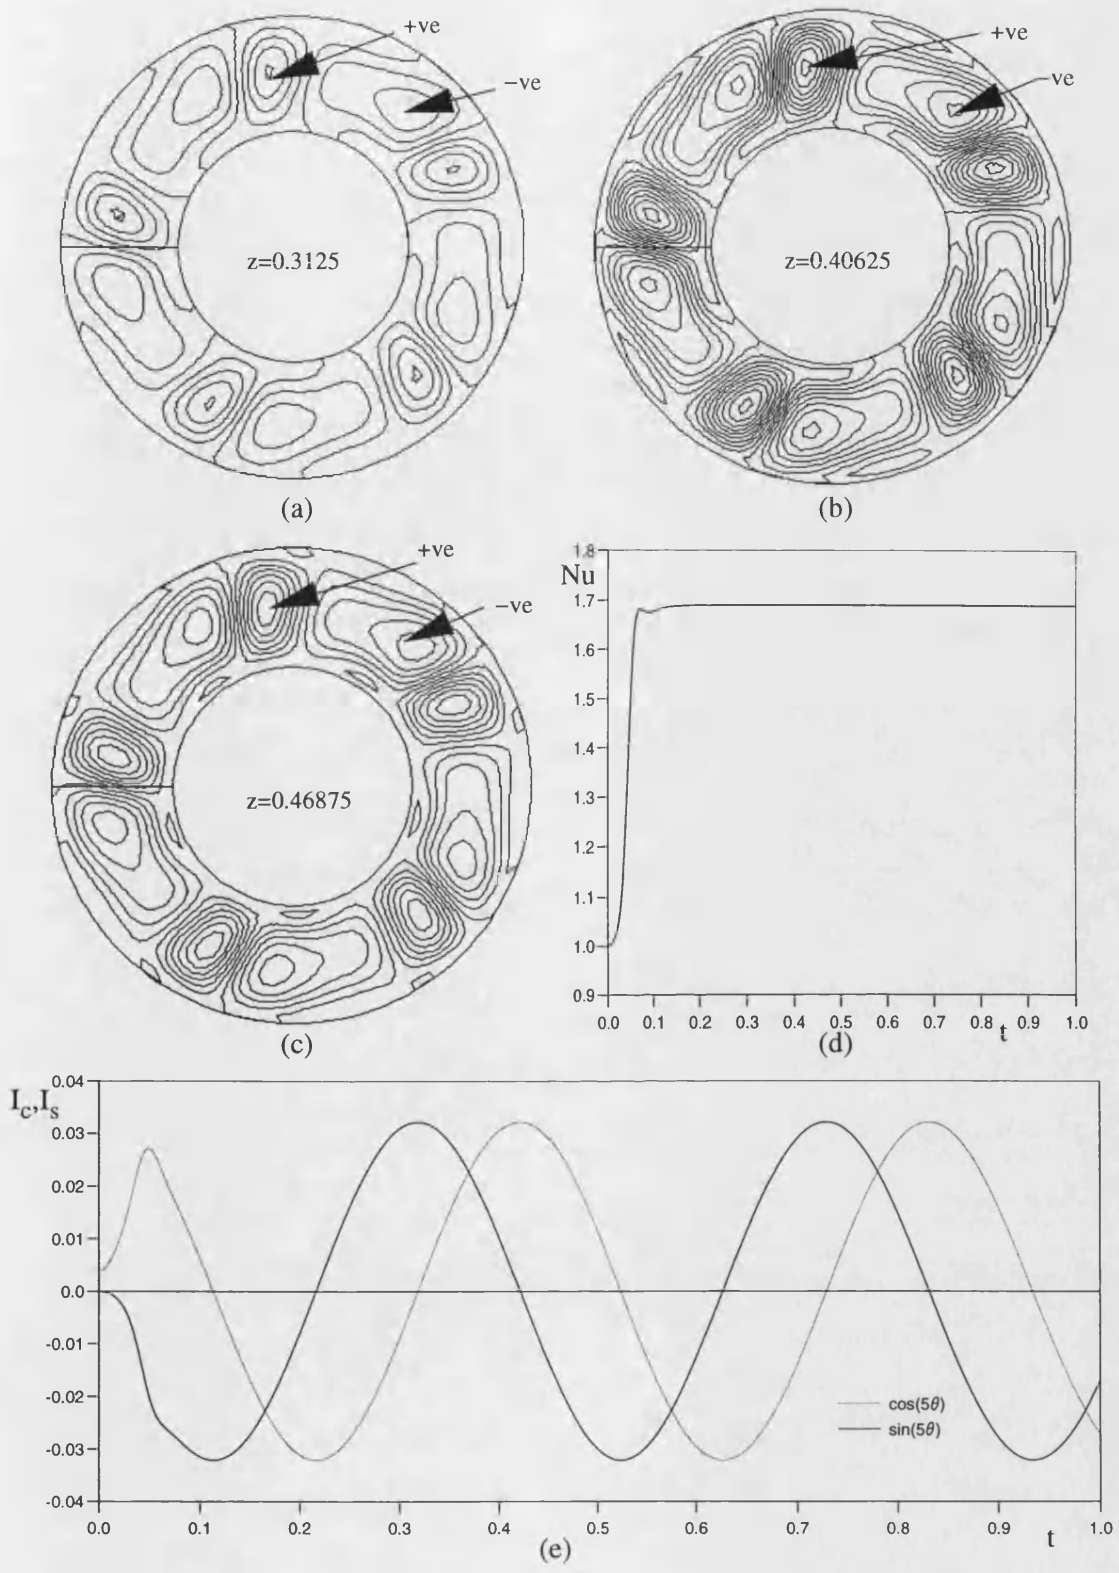 +ve
−ve
z=0.3125
(a)
+ve
-ve
z=0.40625
(b)
+ve
−ve
z=0.46875
(c)
Nu
1.8
1.7
1.6
1.5
1.4
1.3
1.2
1.1
1.0
0.9
0.0 0.1 0.2 0.3 0.4 0.5 0.6 0.7 0.8 0.9 1.0
t
(d)
I_c,I_s
0.04
0.03
0.02
0.01
0.0
-0.01
-0.02
-0.03
-0.04
cos(5θ)
sin(5θ)
0.0 0.1 0.2 0.3 0.4 0.5 0.6 0.7 0.8 0.9 1.0
t
(e)